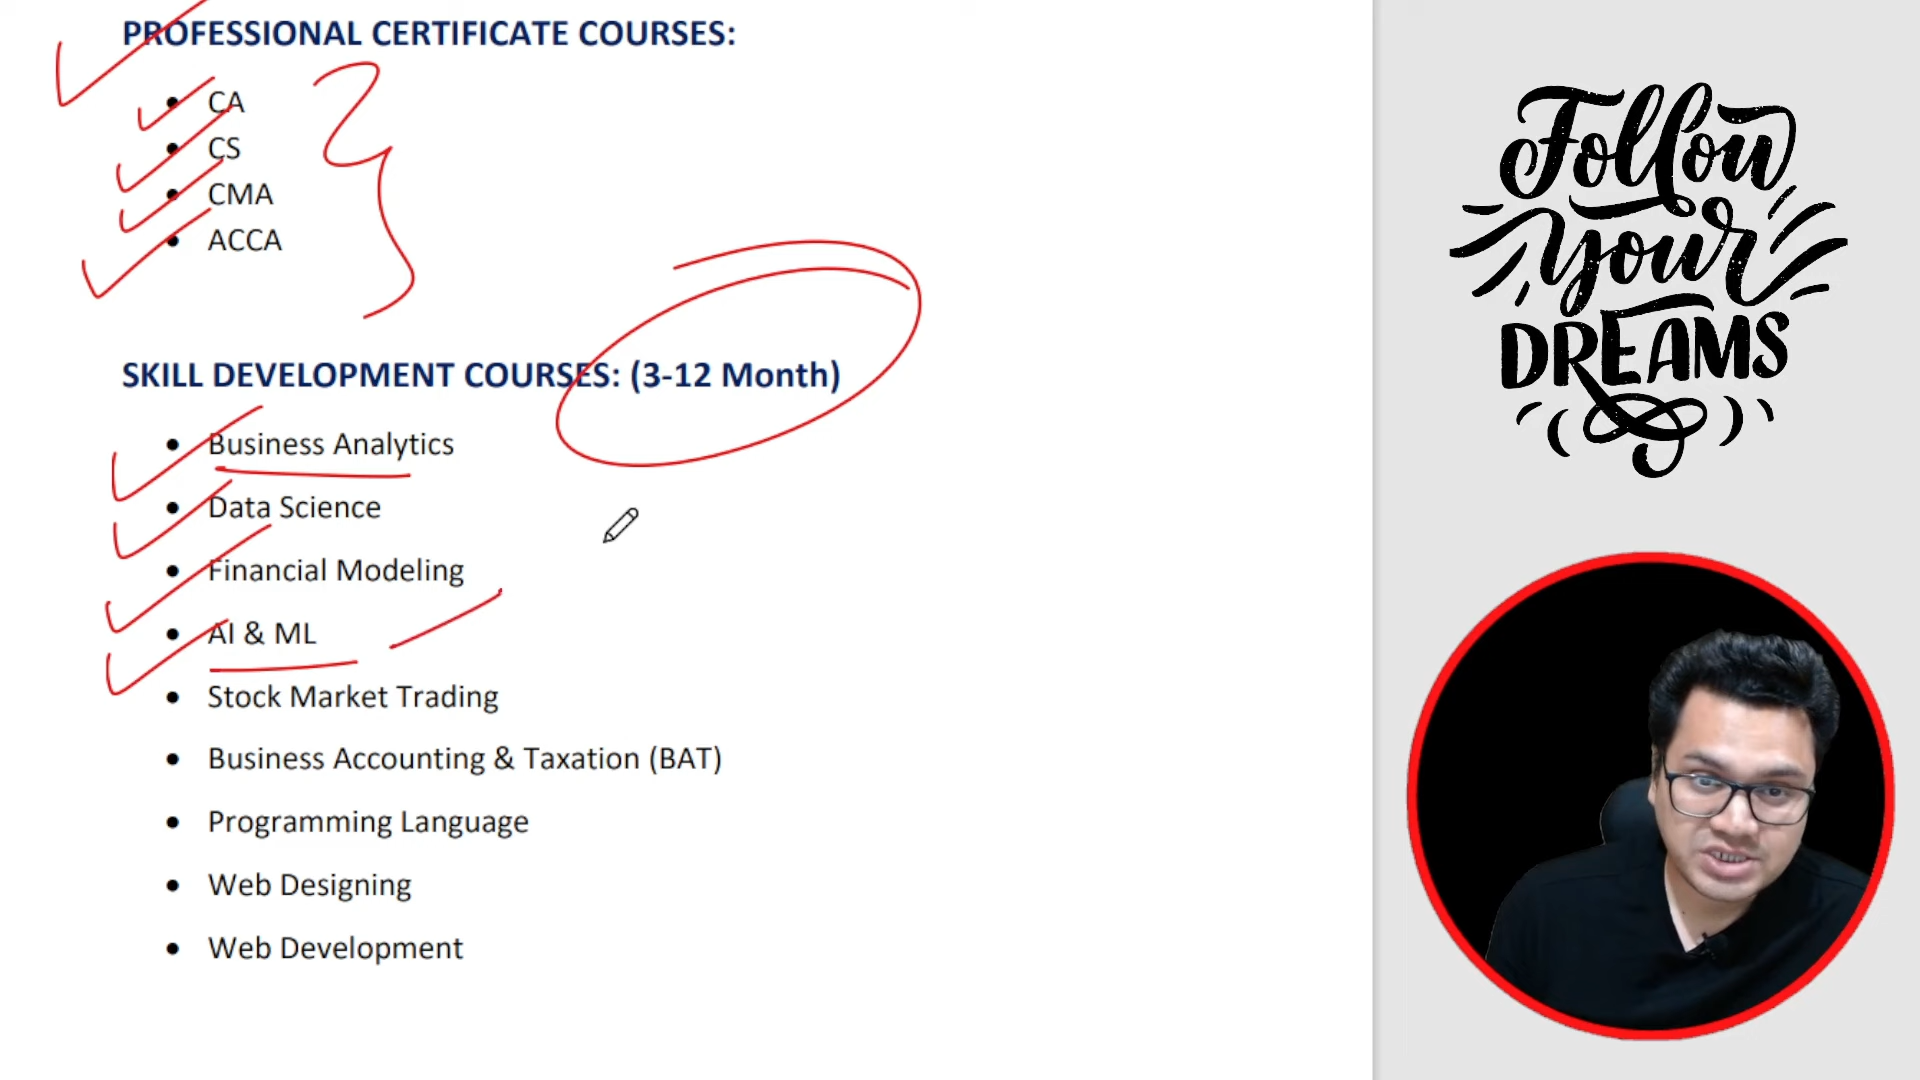 PROFESSIONAL CERTIFICATE COURSES:
• CA
• CS
• CMA
• ACCA
SKILL DEVELOPMENT COURSES: (3-12 Month)
• Business Analytics
• Data Science
• Financial Modeling
• AI & ML
• Stock Market Trading
• Business Accounting & Taxation (BAT)
• Programming Language
• Web Designing
• Web Development
Follow
Your
DREAMS